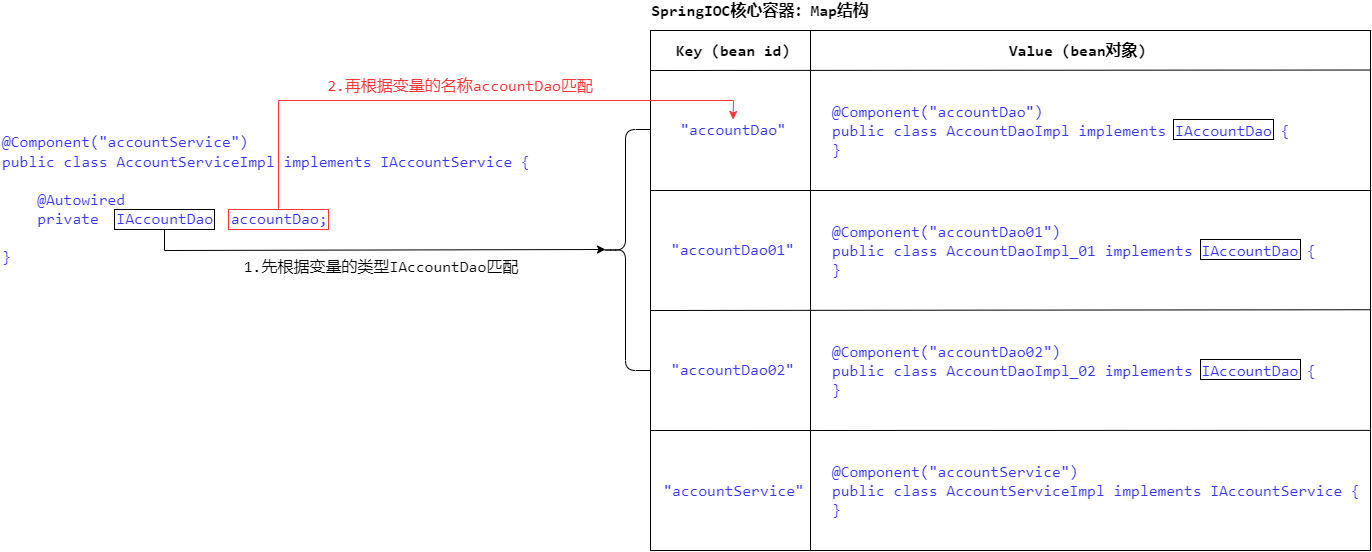 SpringIOC核心容器: Map结构
Key (bean id)
Value (bean对象)
2.再根据变量的名称accountDao匹配
@Component("accountService")
public class AccountServiceImpl implements IAccountService {
@Autowired
private IAccountDao accountDao;
}
1.先根据变量的类型IAccountDao匹配
"accountDao"
@Component("accountDao")
public class AccountDaoImpl implements IAccountDao {
}
"accountDao01"
@Component("accountDao01")
public class AccountDaoImpl_01 implements IAccountDao {
}
"accountDao02"
@Component("accountDao02")
public class AccountDaoImpl_02 implements IAccountDao {
}
"accountService"
@Component("accountService")
public class AccountServiceImpl implements IAccountService {
}